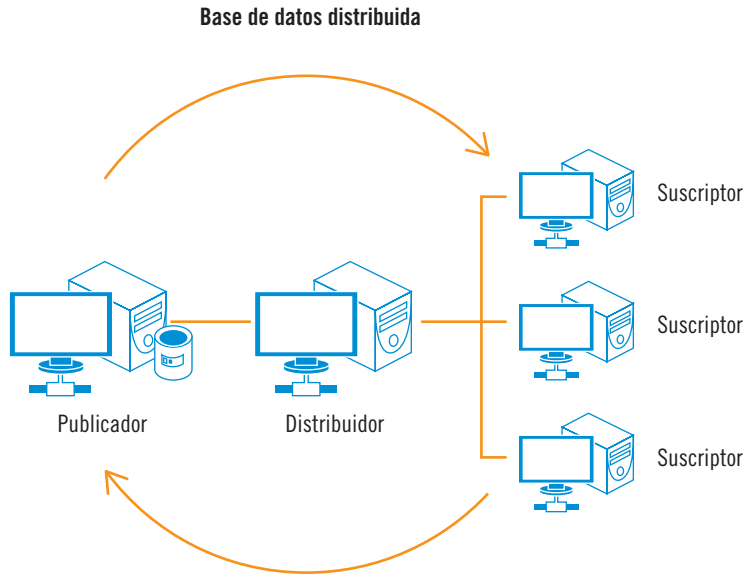 Base de datos distribuida
Suscriptor
Suscriptor
Publicador
Distribuidor
Suscriptor